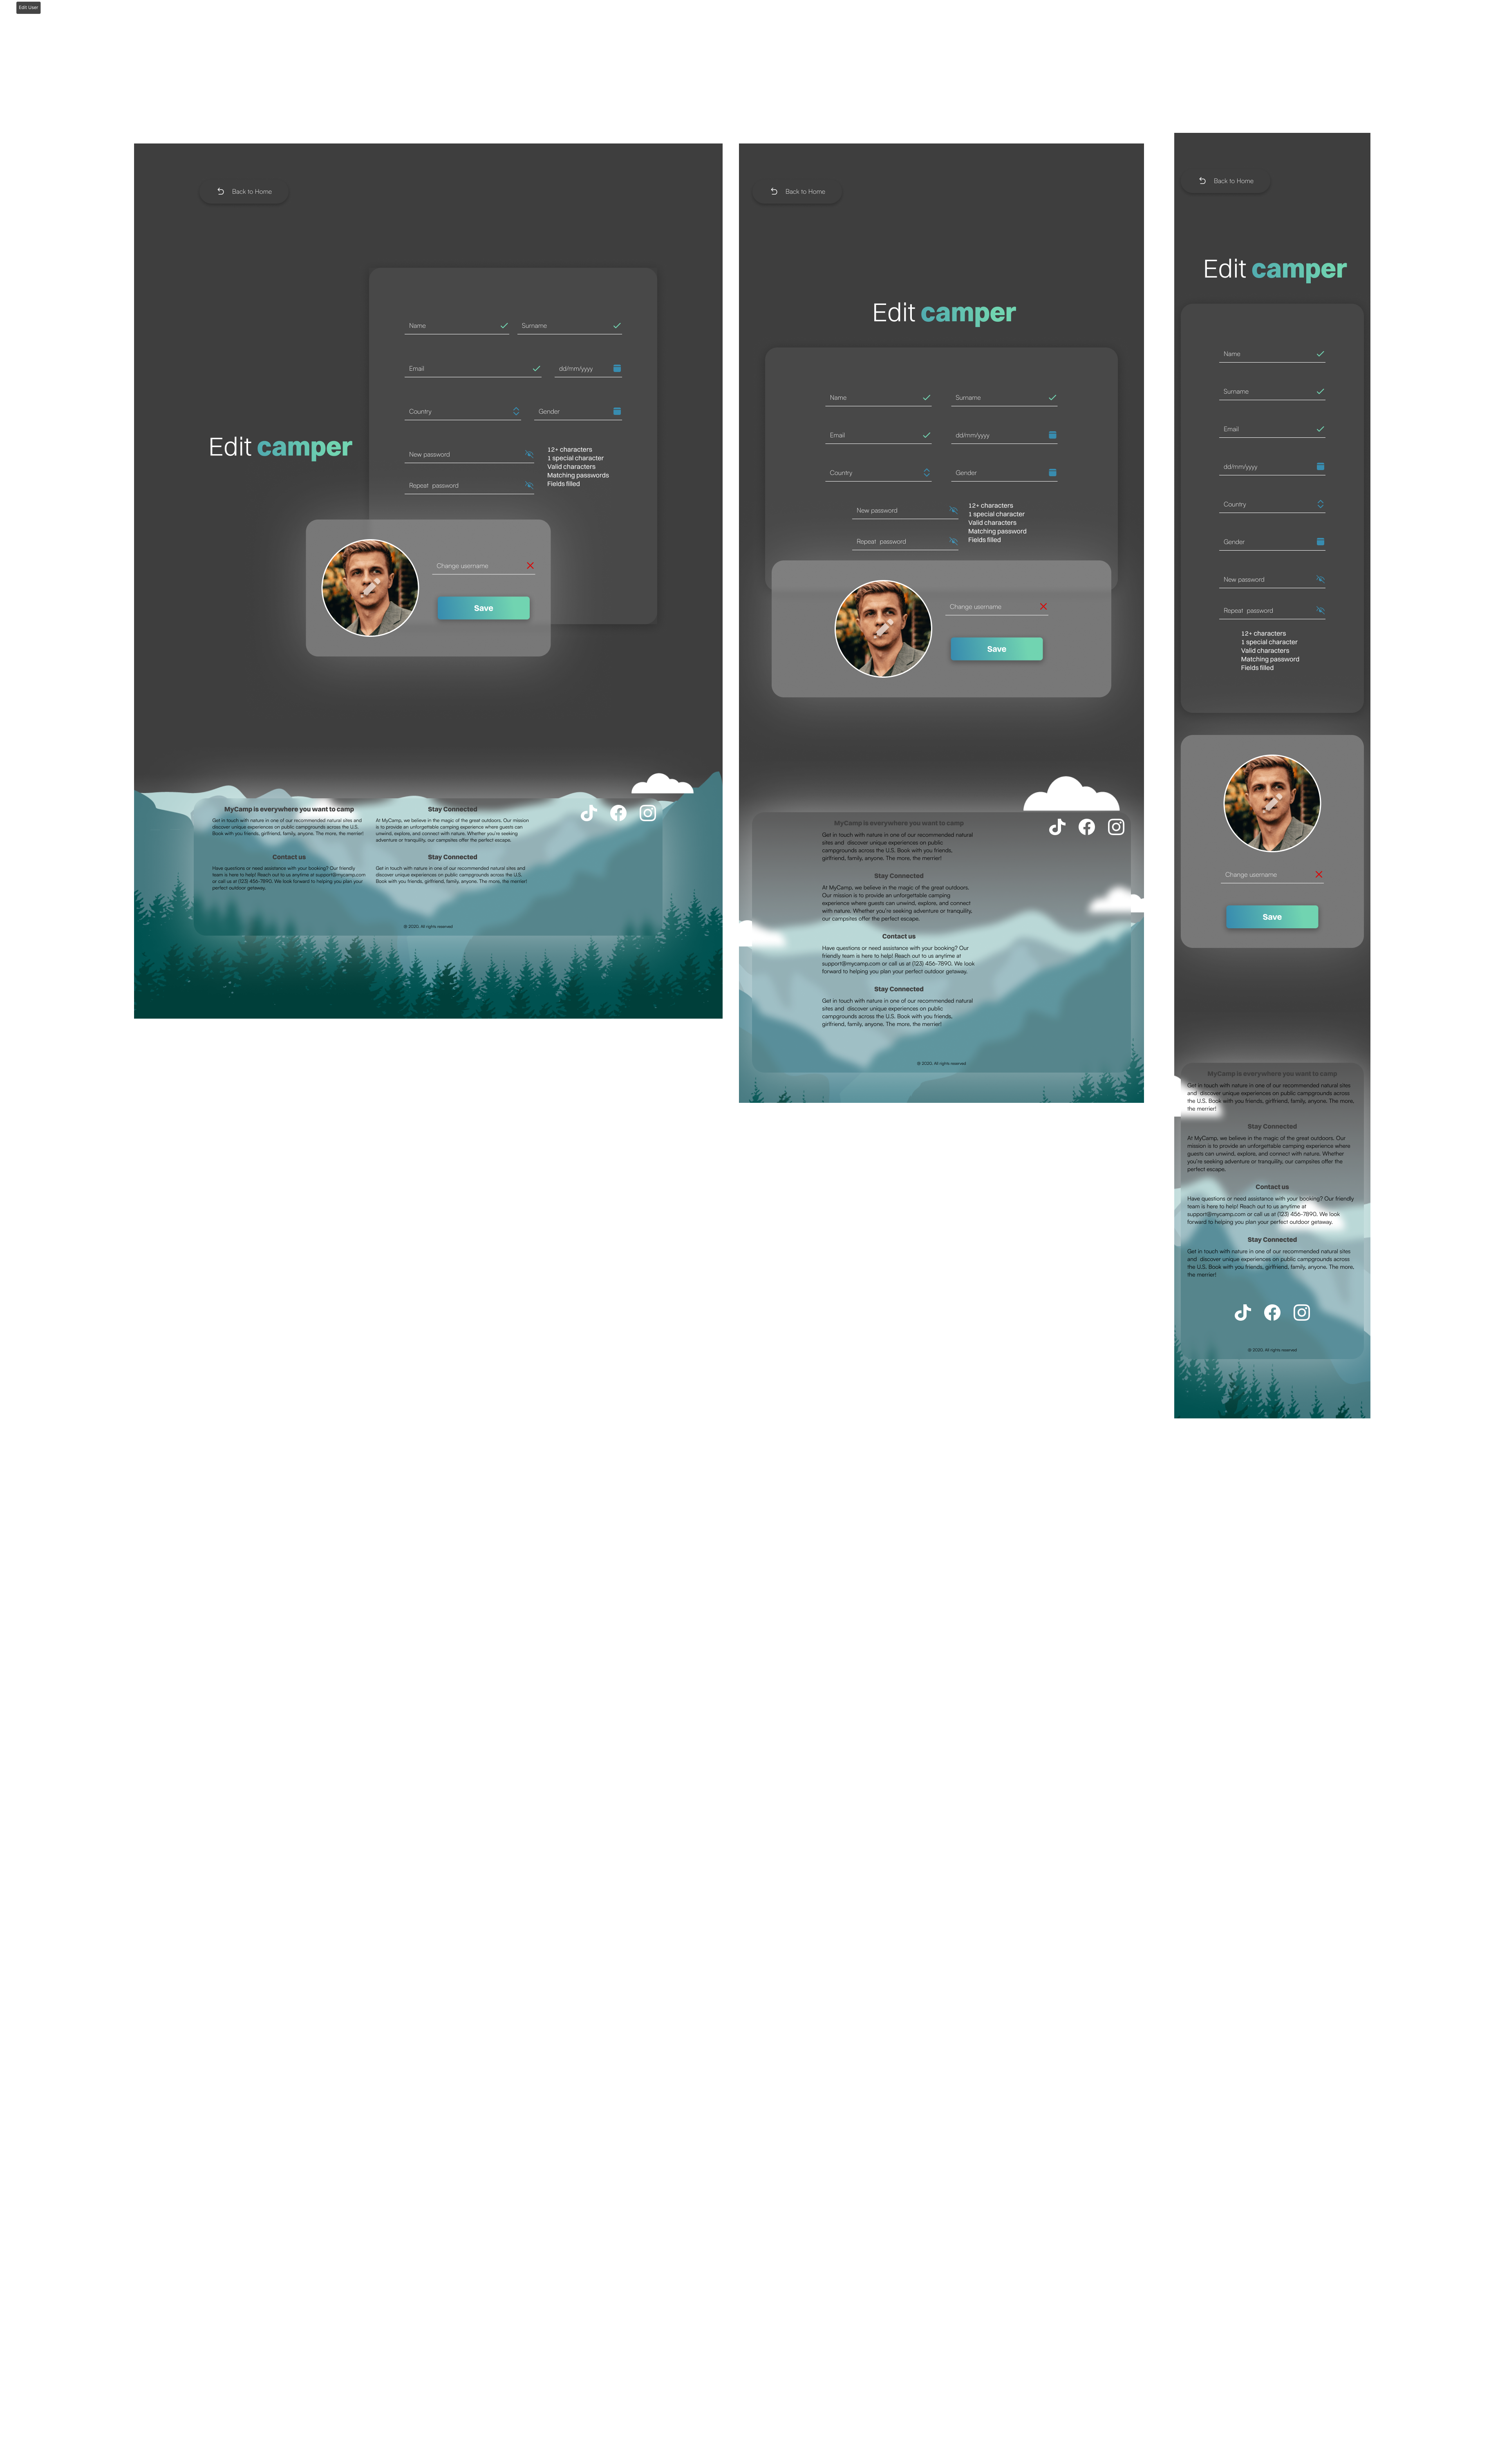 Edit User
Back to Home
Name
Surname
Email
dd/mm/yyyy
Country
Gender
Edit camper
New password
Repeat  password
12+ characters
1 special character
Valid characters
Matching passwords
Fields filled
Change username
Save
MyCamp is everywhere you want to camp
Get in touch with nature in one of our recommended natural sites and
discover unique experiences on public campgrounds across the U.S.
Book with you friends, girlfriend, family, anyone. The more, the merrier!
Stay Connected
At MyCamp, we believe in the magic of the great outdoors. Our mission
is to provide an unforgettable camping experience where guests can
unwind, explore, and connect with nature. Whether you're seeking
adventure or tranquility, our campsites offer the perfect escape.
Contact us
Have questions or need assistance with your booking? Our friendly
team is here to help! Reach out to us anytime at support@mycamp.com
or call us at (123) 456-7890. We look forward to helping you plan your
perfect outdoor getaway.
Stay Connected
Get in touch with nature in one of our recommended natural sites and
discover unique experiences on public campgrounds across the U.S.
Book with you friends, girlfriend, family, anyone. The more, the merrier!
© 2020, All rights reserved
Back to Home
Edit camper
Name
Surname
Email
dd/mm/yyyy
Country
Gender
New password
Repeat  password
12+ characters
1 special character
Valid characters
Matching password
Fields filled
Change username
Save
MyCamp is everywhere you want to camp
Get in touch with nature in one of our recommended natural
sites and  discover unique experiences on public
campgrounds across the U.S. Book with you friends,
girlfriend, family, anyone. The more, the merrier!
Stay Connected
At MyCamp, we believe in the magic of the great outdoors.
Our mission is to provide an unforgettable camping
experience where guests can unwind, explore, and connect
with nature. Whether you're seeking adventure or tranquility,
our campsites offer the perfect escape.
Contact us
Have questions or need assistance with your booking? Our
friendly team is here to help! Reach out to us anytime at
support@mycamp.com or call us at (123) 456-7890. We look
forward to helping you plan your perfect outdoor getaway.
Stay Connected
Get in touch with nature in one of our recommended natural
sites and  discover unique experiences on public
campgrounds across the U.S. Book with you friends,
girlfriend, family, anyone. The more, the merrier!
© 2020, All rights reserved
Back to Home
Edit camper
Name
Surname
Email
dd/mm/yyyy
Country
Gender
New password
Repeat  password
12+ characters
1 special character
Valid characters
Matching password
Fields filled
Change username
Save
MyCamp is everywhere you want to camp
Get in touch with nature in one of our recommended natural sites
and  discover unique experiences on public campgrounds across
the U.S. Book with you friends, girlfriend, family, anyone. The more,
the merrier!
Stay Connected
At MyCamp, we believe in the magic of the great outdoors. Our
mission is to provide an unforgettable camping experience where
guests can unwind, explore, and connect with nature. Whether
you're seeking adventure or tranquility, our campsites offer the
perfect escape.
Contact us
Have questions or need assistance with your booking? Our friendly
team is here to help! Reach out to us anytime at
support@mycamp.com or call us at (123) 456-7890. We look
forward to helping you plan your perfect outdoor getaway.
Stay Connected
Get in touch with nature in one of our recommended natural sites
and  discover unique experiences on public campgrounds across
the U.S. Book with you friends, girlfriend, family, anyone. The more,
the merrier!
© 2020, All rights reserved